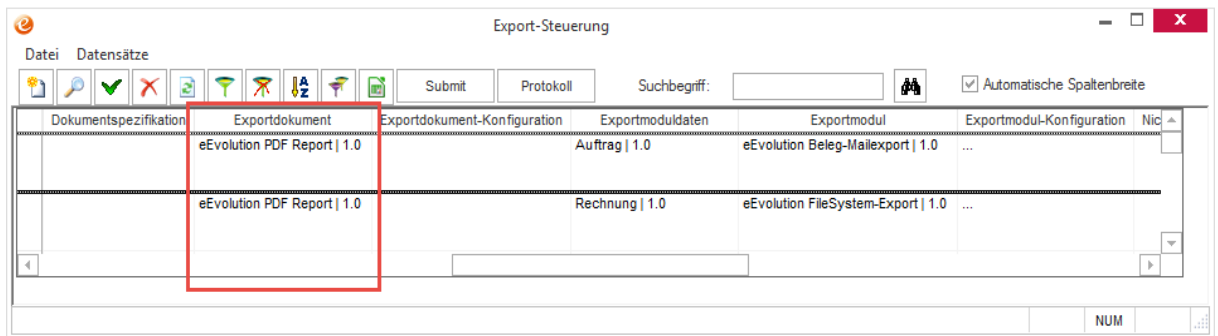 Export-Steuerung
Datei Datensätze
Submit Protokoll Suchbegriff: Automatische Spaltenbreite
Dokumentspezifikation Exportdokument Exportdokument-Konfiguration Exportmoduldaten Exportmodul Exportmodul-Konfiguration Nic
eEvolution PDF Report | 1.0 Auftrag | 1.0 eEvolution Beleg-Mailexport | 1.0 ...
eEvolution PDF Report | 1.0 Rechnung | 1.0 eEvolution FileSystem-Export | 1.0 ...
NUM